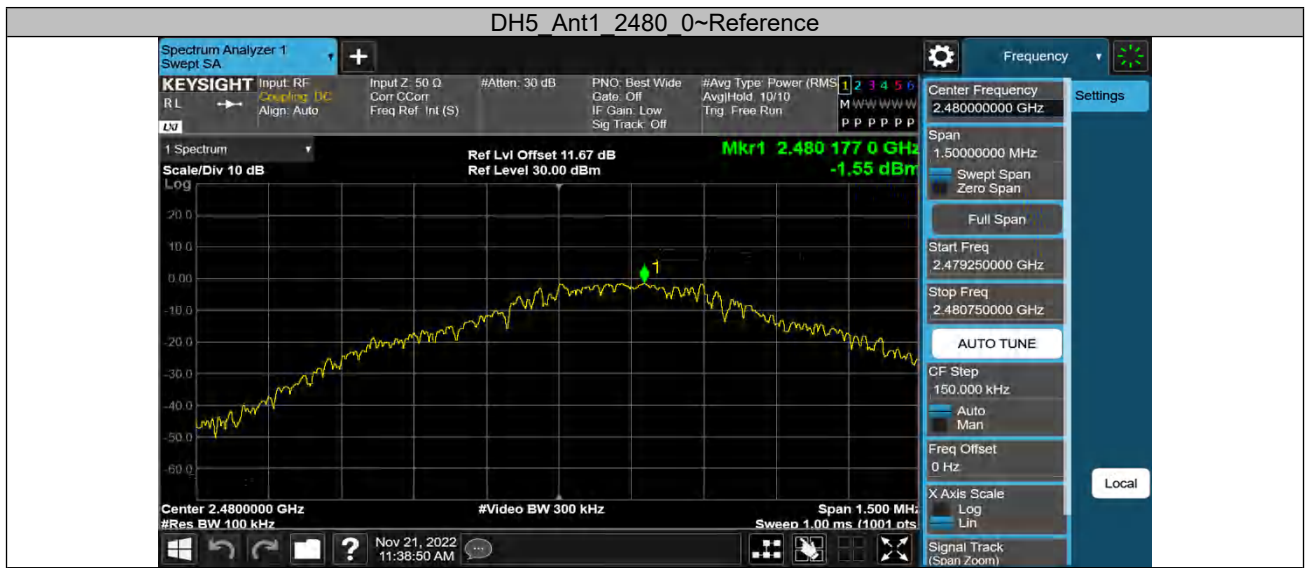 DH5_Ant1_2480_0~Reference
Spectrum Analyzer 1
Swept SA
+
Frequency
KEYSIGHT
R L
LXI
Input: RF
Coupling: DC
Align: Auto
Input Z: 50 Ω
Corr CCorr
Freq Ref: Int (S)
#Atten: 30 dB
PNO: Best Wide
Gate: Off
IF Gain: Low
Sig Track: Off
#Avg Type: Power (RMS
Avg|Hold: 10/10
Trig: Free Run
1 2 3 4 5 6
M W W W W W
P P P P P P
1 Spectrum
Scale/Div 10 dB
Log
Ref Lvl Offset 11.67 dB
Ref Level 30.00 dBm
Mkr1 2.480 177 0 GHz
-1.55 dBm
20.0
10.0
0.00
-10.0
-20.0
-30.0
-40.0
-50.0
-60.0
1
Center 2.4800000 GHz
#Res BW 100 kHz
#Video BW 300 kHz
Span 1.500 MHz
Sweep 1.00 ms (1001 pts
Center Frequency
2.480000000 GHz
Settings
Span
1.50000000 MHz
Swept Span
Zero Span
Full Span
Start Freq
2.479250000 GHz
Stop Freq
2.480750000 GHz
AUTO TUNE
CF Step
150.000 kHz
Auto
Man
Freq Offset
0 Hz
X Axis Scale
Log
Lin
Local
Signal Track
(Span Zoom)
?
Nov 21, 2022
11:38:50 AM